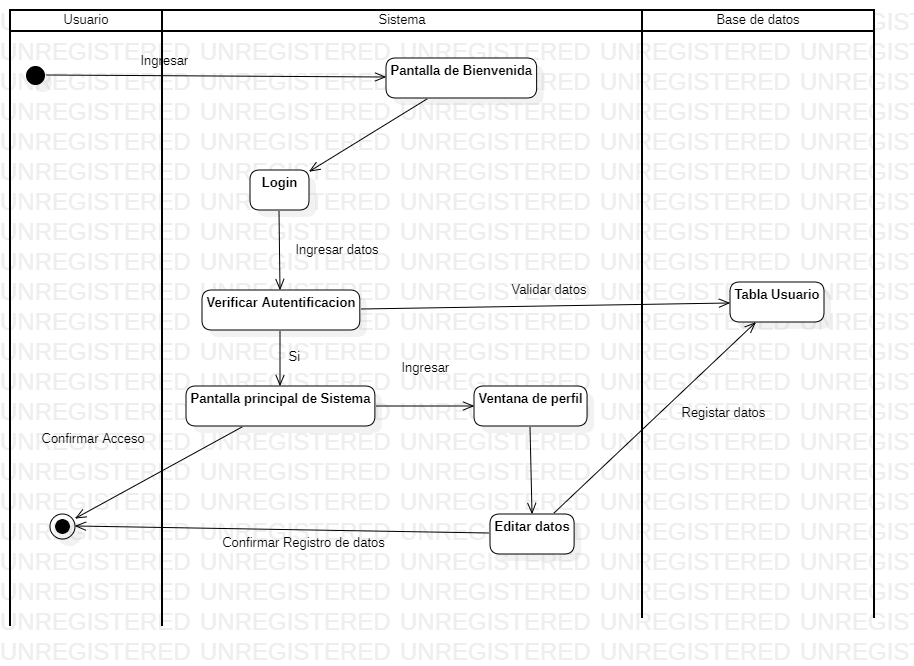 Usuario
Sistema
Base de datos
Ingresar
Pantalla de Bienvenida
Login
Ingresar datos
Verificar Autentificacion
Validar datos
Tabla Usuario
Si
Ingresar
Pantalla principal de Sistema
Ventana de perfil
Registar datos
Confirmar Acceso
Editar datos
Confirmar Registro de datos
UNREGISTERED